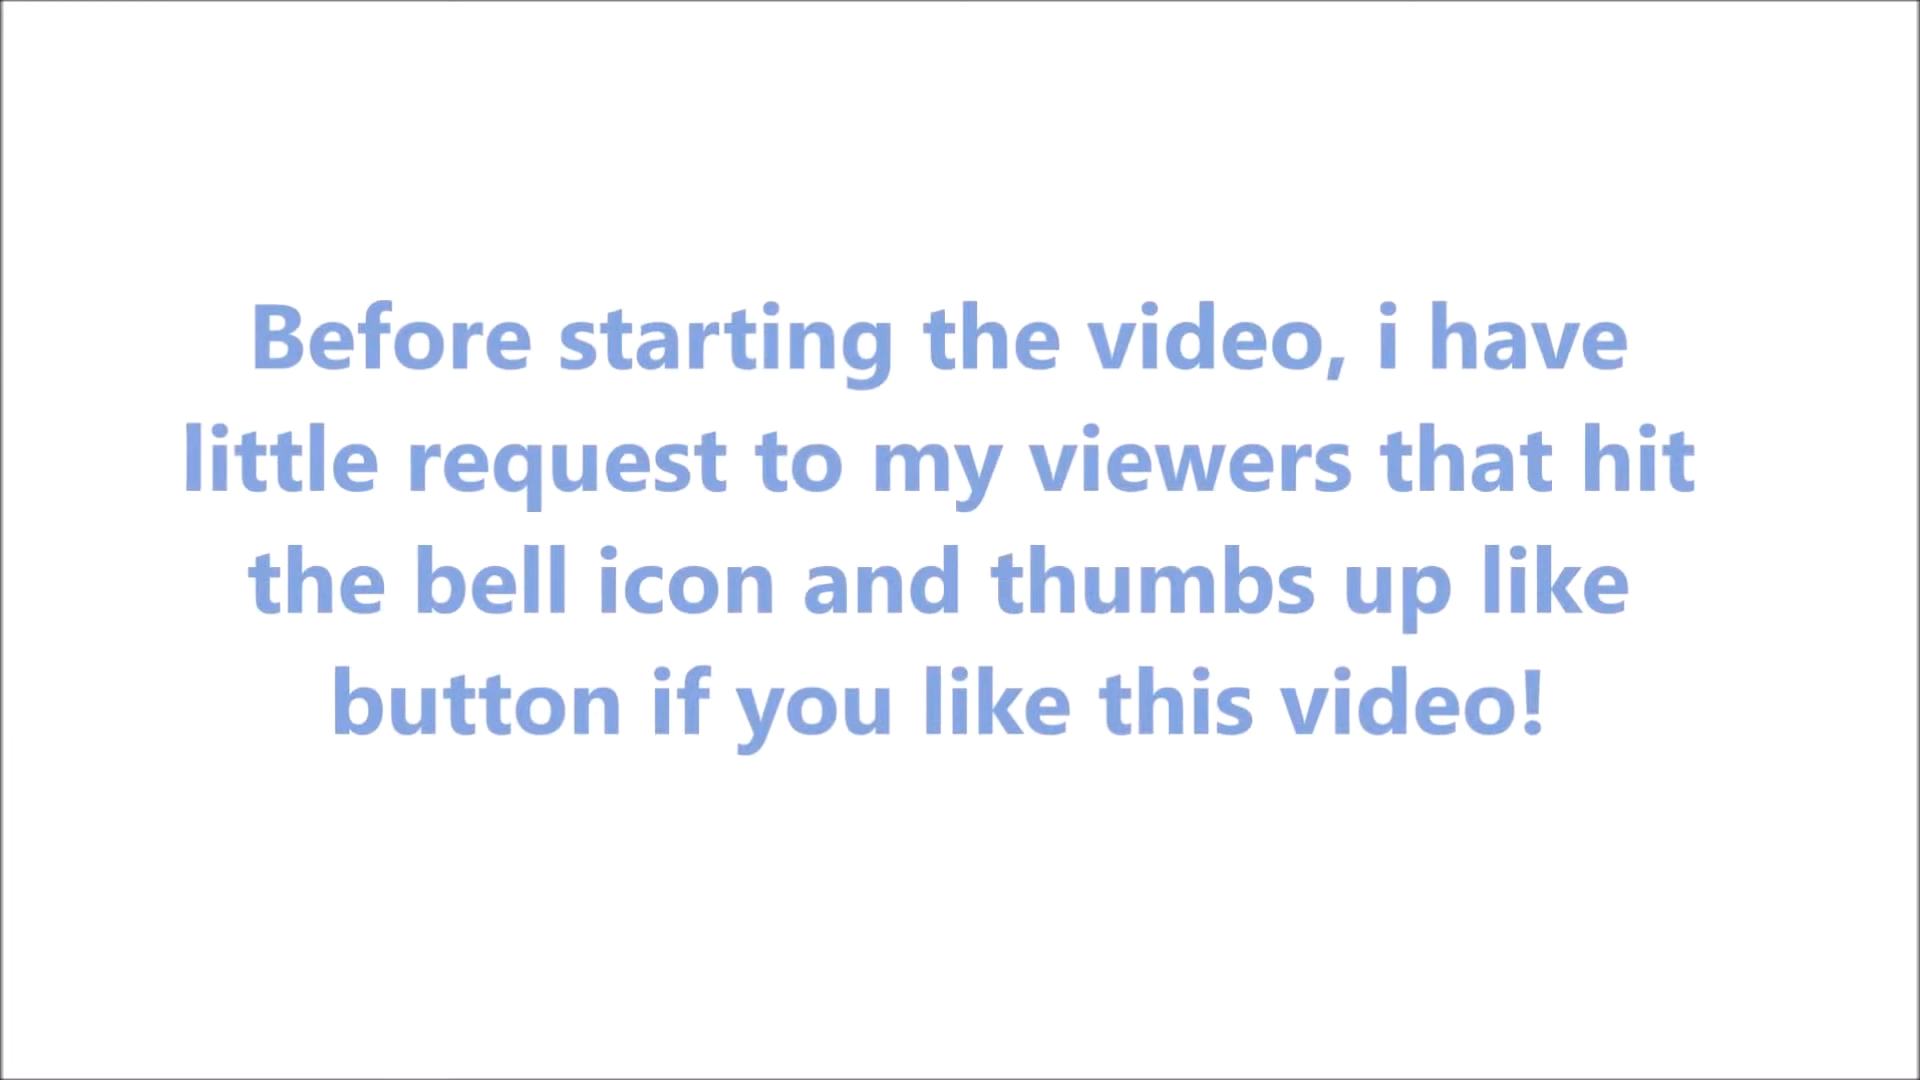 Before starting the video, i have
little request to my viewers that hit
the bell icon and thumbs up like
button if you like this video!